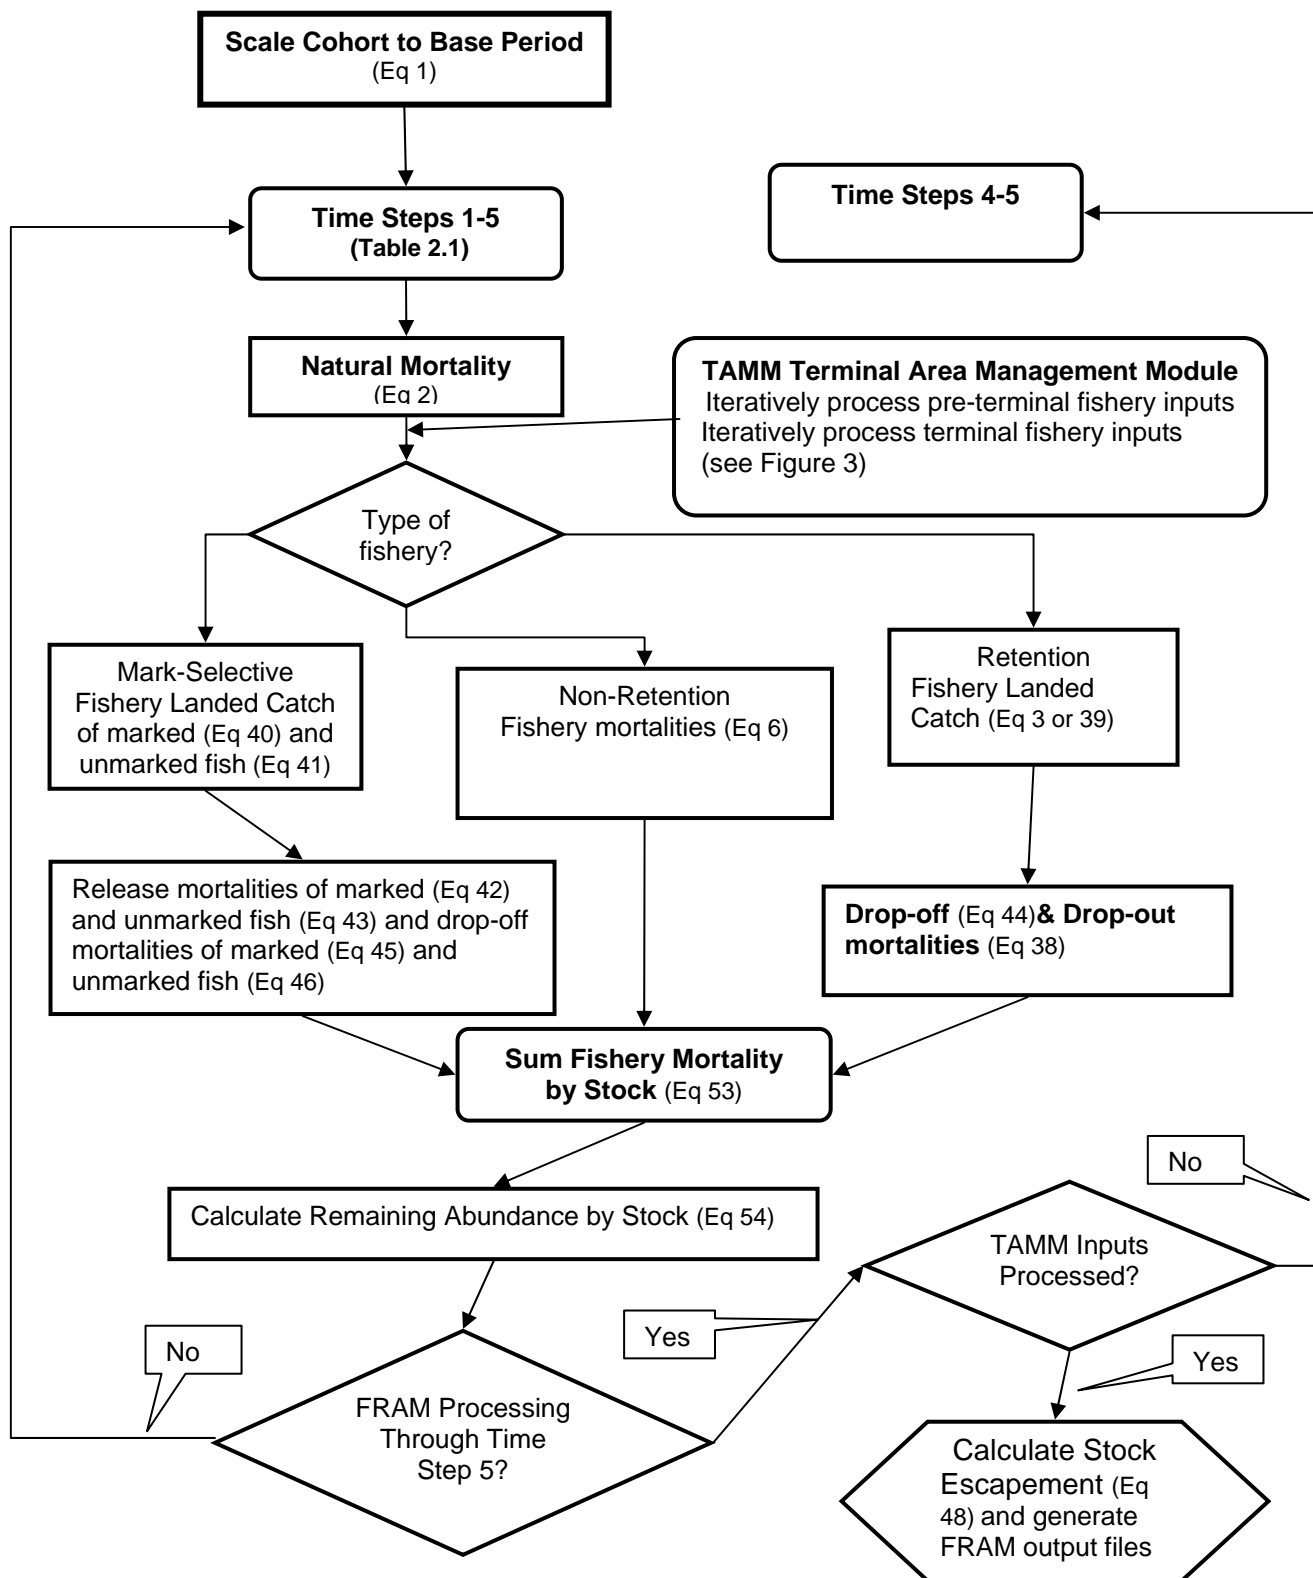 Scale Cohort to Base Period
(Eq 1)
Time Steps 1-5
(Table 2.1)
Time Steps 4-5
Natural Mortality
(Eq 2)
TAMM Terminal Area Management Module
Iteratively process pre-terminal fishery inputs
Iteratively process terminal fishery inputs
(see Figure 3)
Type of
fishery?
Mark-Selective
Fishery Landed Catch
of marked (Eq 40) and
unmarked fish (Eq 41)
Non-Retention
Fishery mortalities (Eq 6)
Retention
Fishery Landed
Catch (Eq 3 or 39)
Release mortalities of marked (Eq 42)
and unmarked fish (Eq 43) and drop-off
mortalities of marked (Eq 45) and
unmarked fish (Eq 46)
Drop-off (Eq 44)& Drop-out
mortalities (Eq 38)
Sum Fishery Mortality
by Stock (Eq 53)
No
Calculate Remaining Abundance by Stock (Eq 54)
TAMM Inputs
Processed?
Yes
No
Yes
FRAM Processing
Through Time
Step 5?
Calculate Stock
Escapement (Eq
48) and generate
FRAM output files